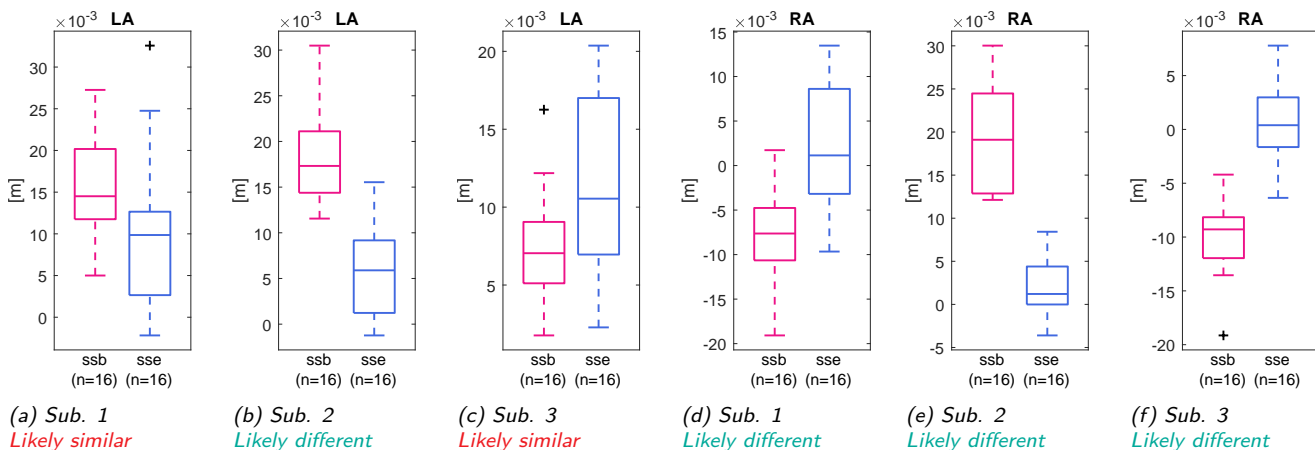 ×10⁻³ LA
30
25
20
15
10
5
0
[m]
ssb sse
(n=16) (n=16)
(a) Sub. 1
Likely similar
×10⁻³ LA
30
25
20
15
10
5
0
[m]
ssb sse
(n=16) (n=16)
(b) Sub. 2
Likely different
×10⁻³ LA
20
15
10
5
[m]
ssb sse
(n=16) (n=16)
(c) Sub. 3
Likely similar
×10⁻³ RA
15
10
5
0
-5
-10
-15
-20
[m]
ssb sse
(n=16) (n=16)
(d) Sub. 1
Likely different
×10⁻³ RA
30
25
20
15
10
5
0
-5
[m]
ssb sse
(n=16) (n=16)
(e) Sub. 2
Likely different
×10⁻³ RA
5
0
-5
-10
-15
-20
[m]
ssb sse
(n=16) (n=16)
(f) Sub. 3
Likely different